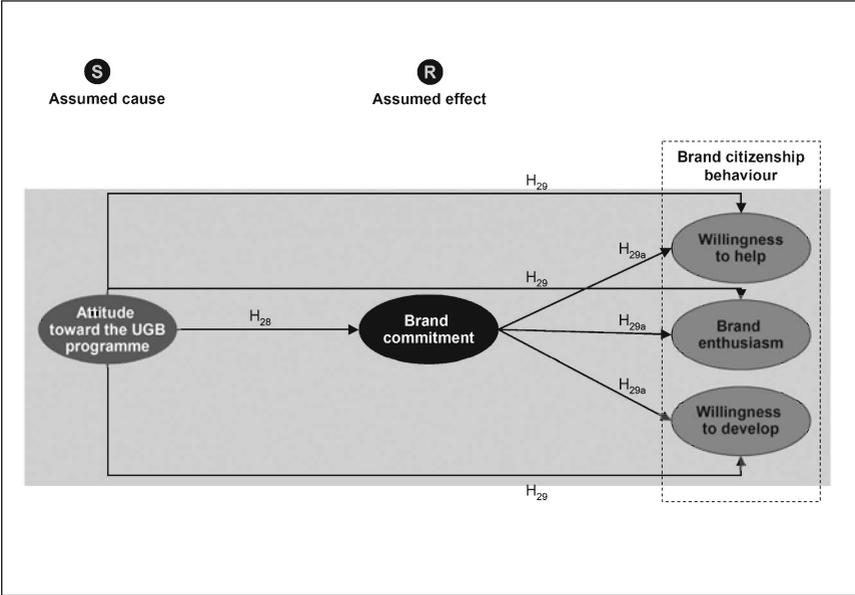 S
R
Assumed cause
Assumed effect
Brand citizenship
behaviour
H29
Willingness
to help
H29a
H29
Attitude
toward the UGB
programme
H28
Brand
commitment
H29a
Brand
enthusiasm
H29a
Willingness
to develop
H29